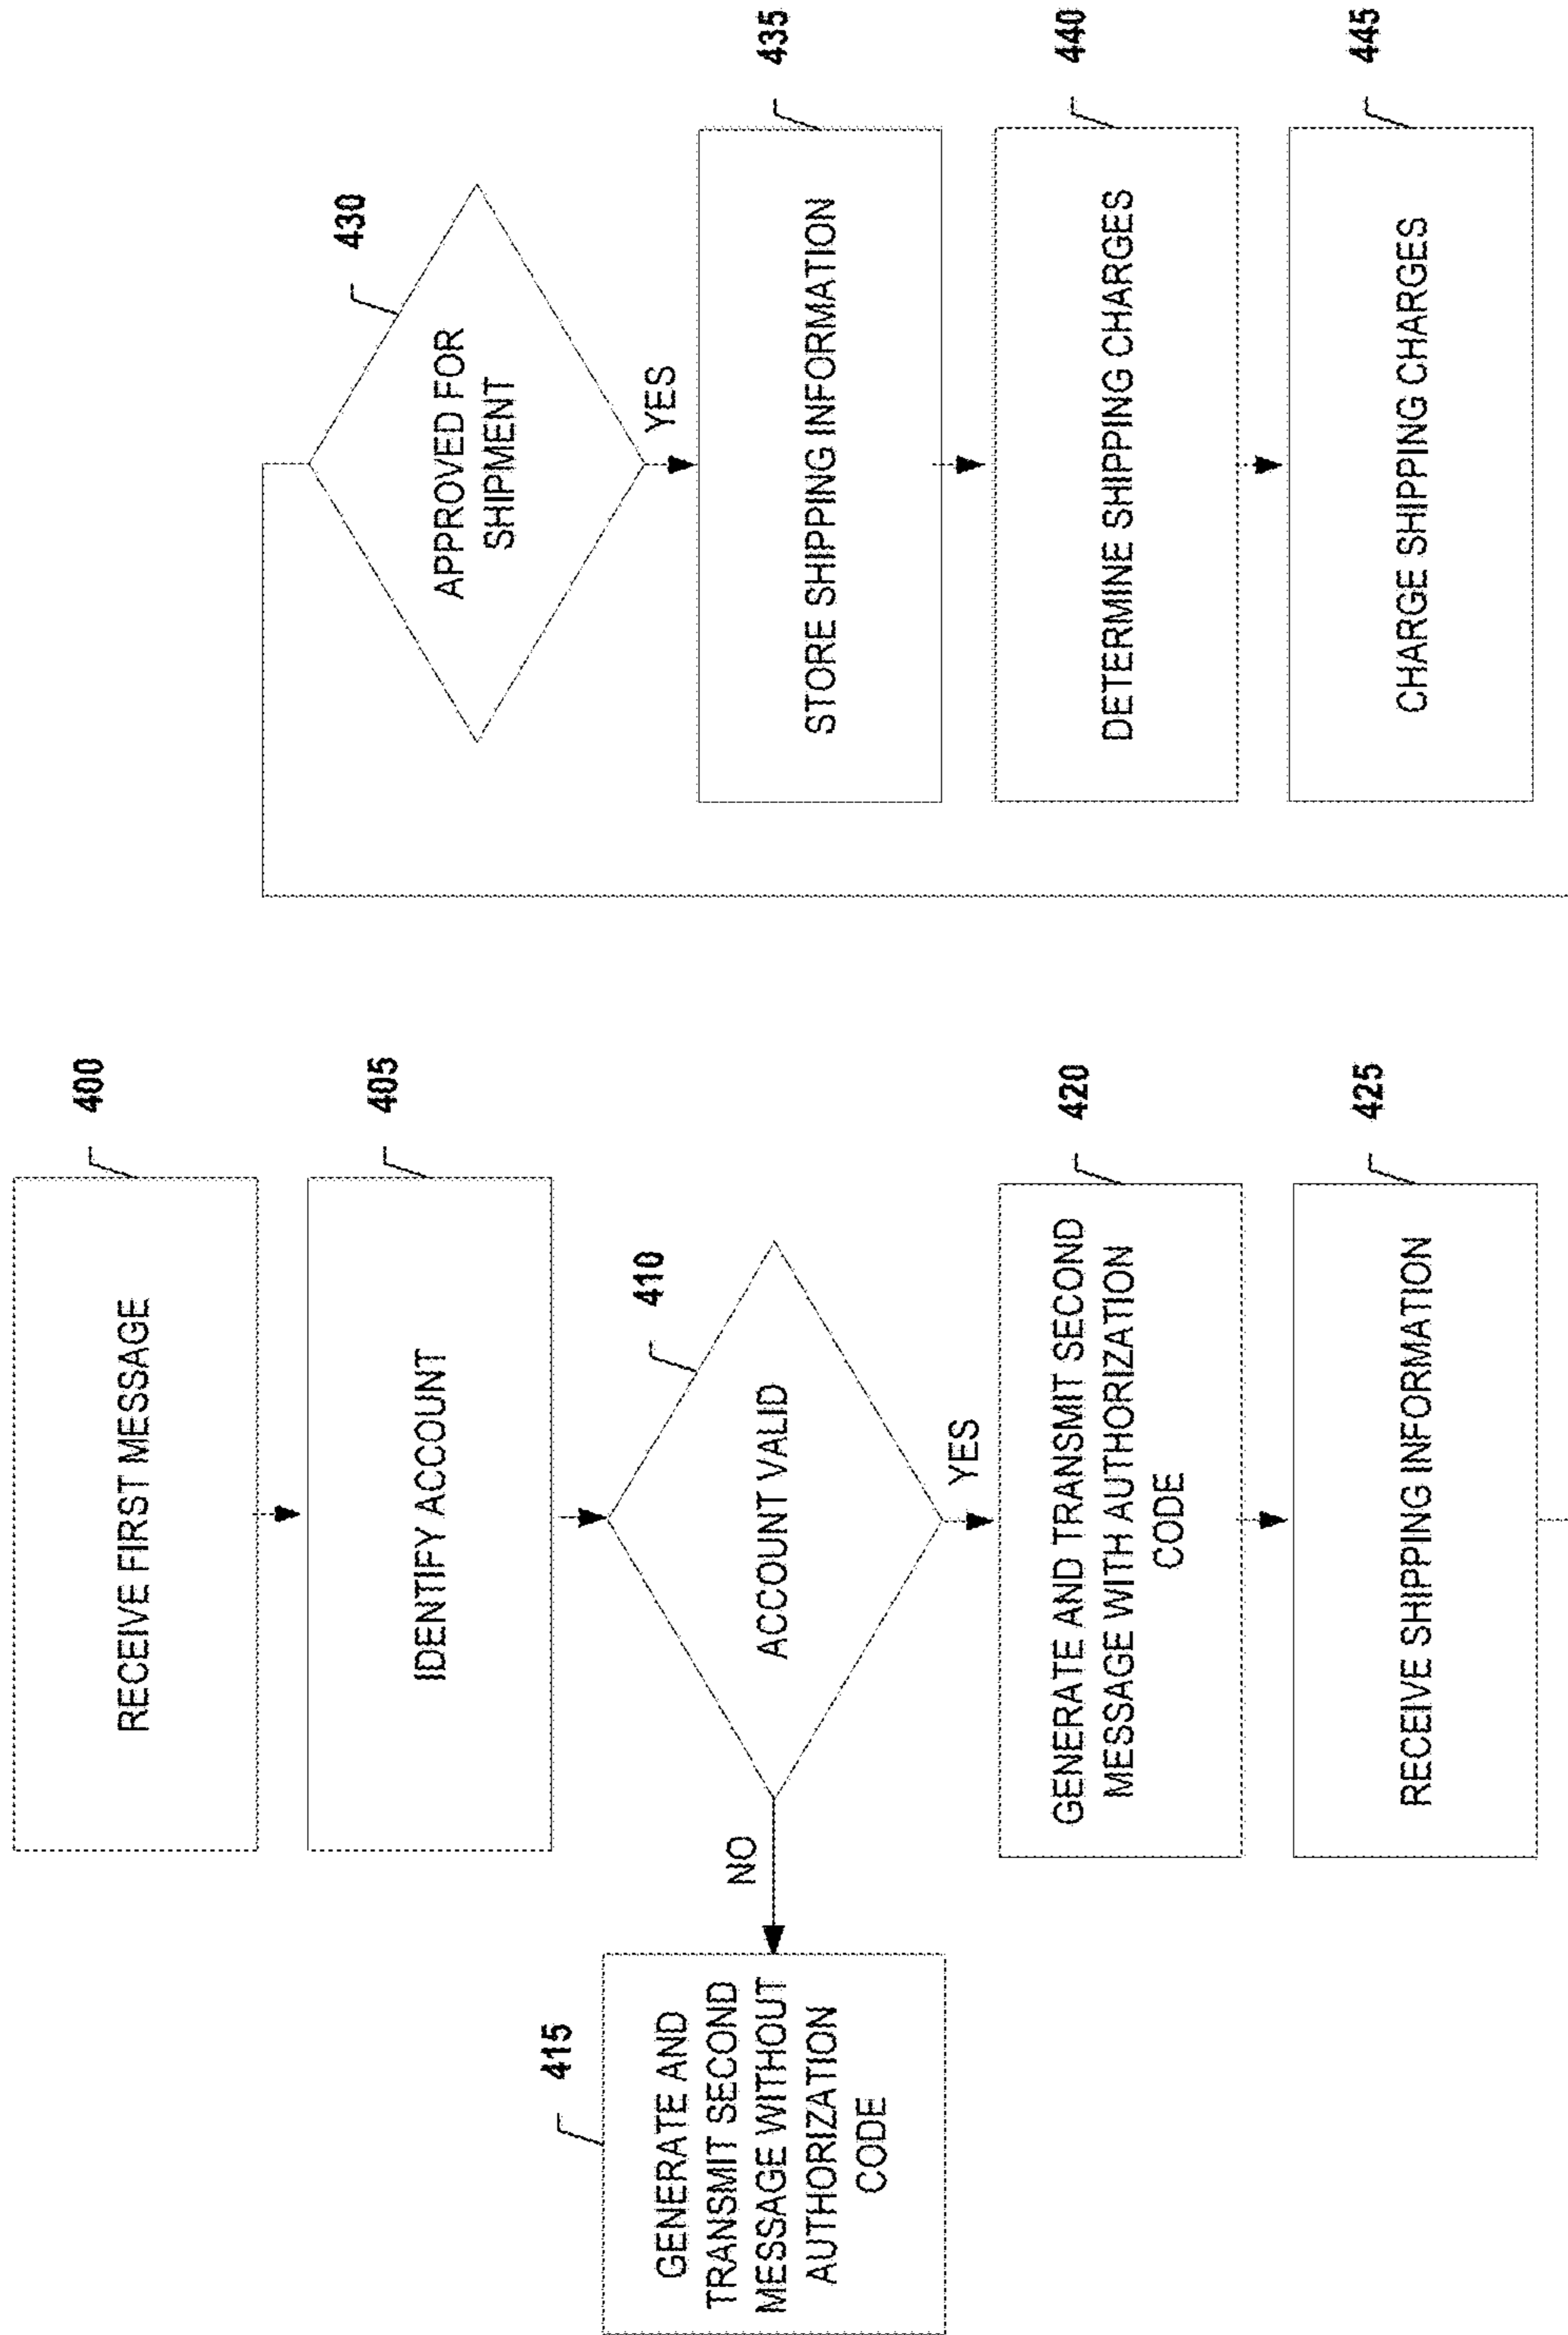 400
RECEIVE FIRST MESSAGE
405
IDENTIFY ACCOUNT
410
ACCOUNT VALID
NO
415
GENERATE AND
TRANSMIT SECOND
MESSAGE WITHOUT
AUTHORIZATION
CODE
YES
420
GENERATE AND TRANSMIT SECOND
MESSAGE WITH AUTHORIZATION
CODE
425
RECEIVE SHIPPING INFORMATION
430
APPROVED FOR
SHIPMENT
YES
435
STORE SHIPPING INFORMATION
440
DETERMINE SHIPPING CHARGES
445
CHARGE SHIPPING CHARGES